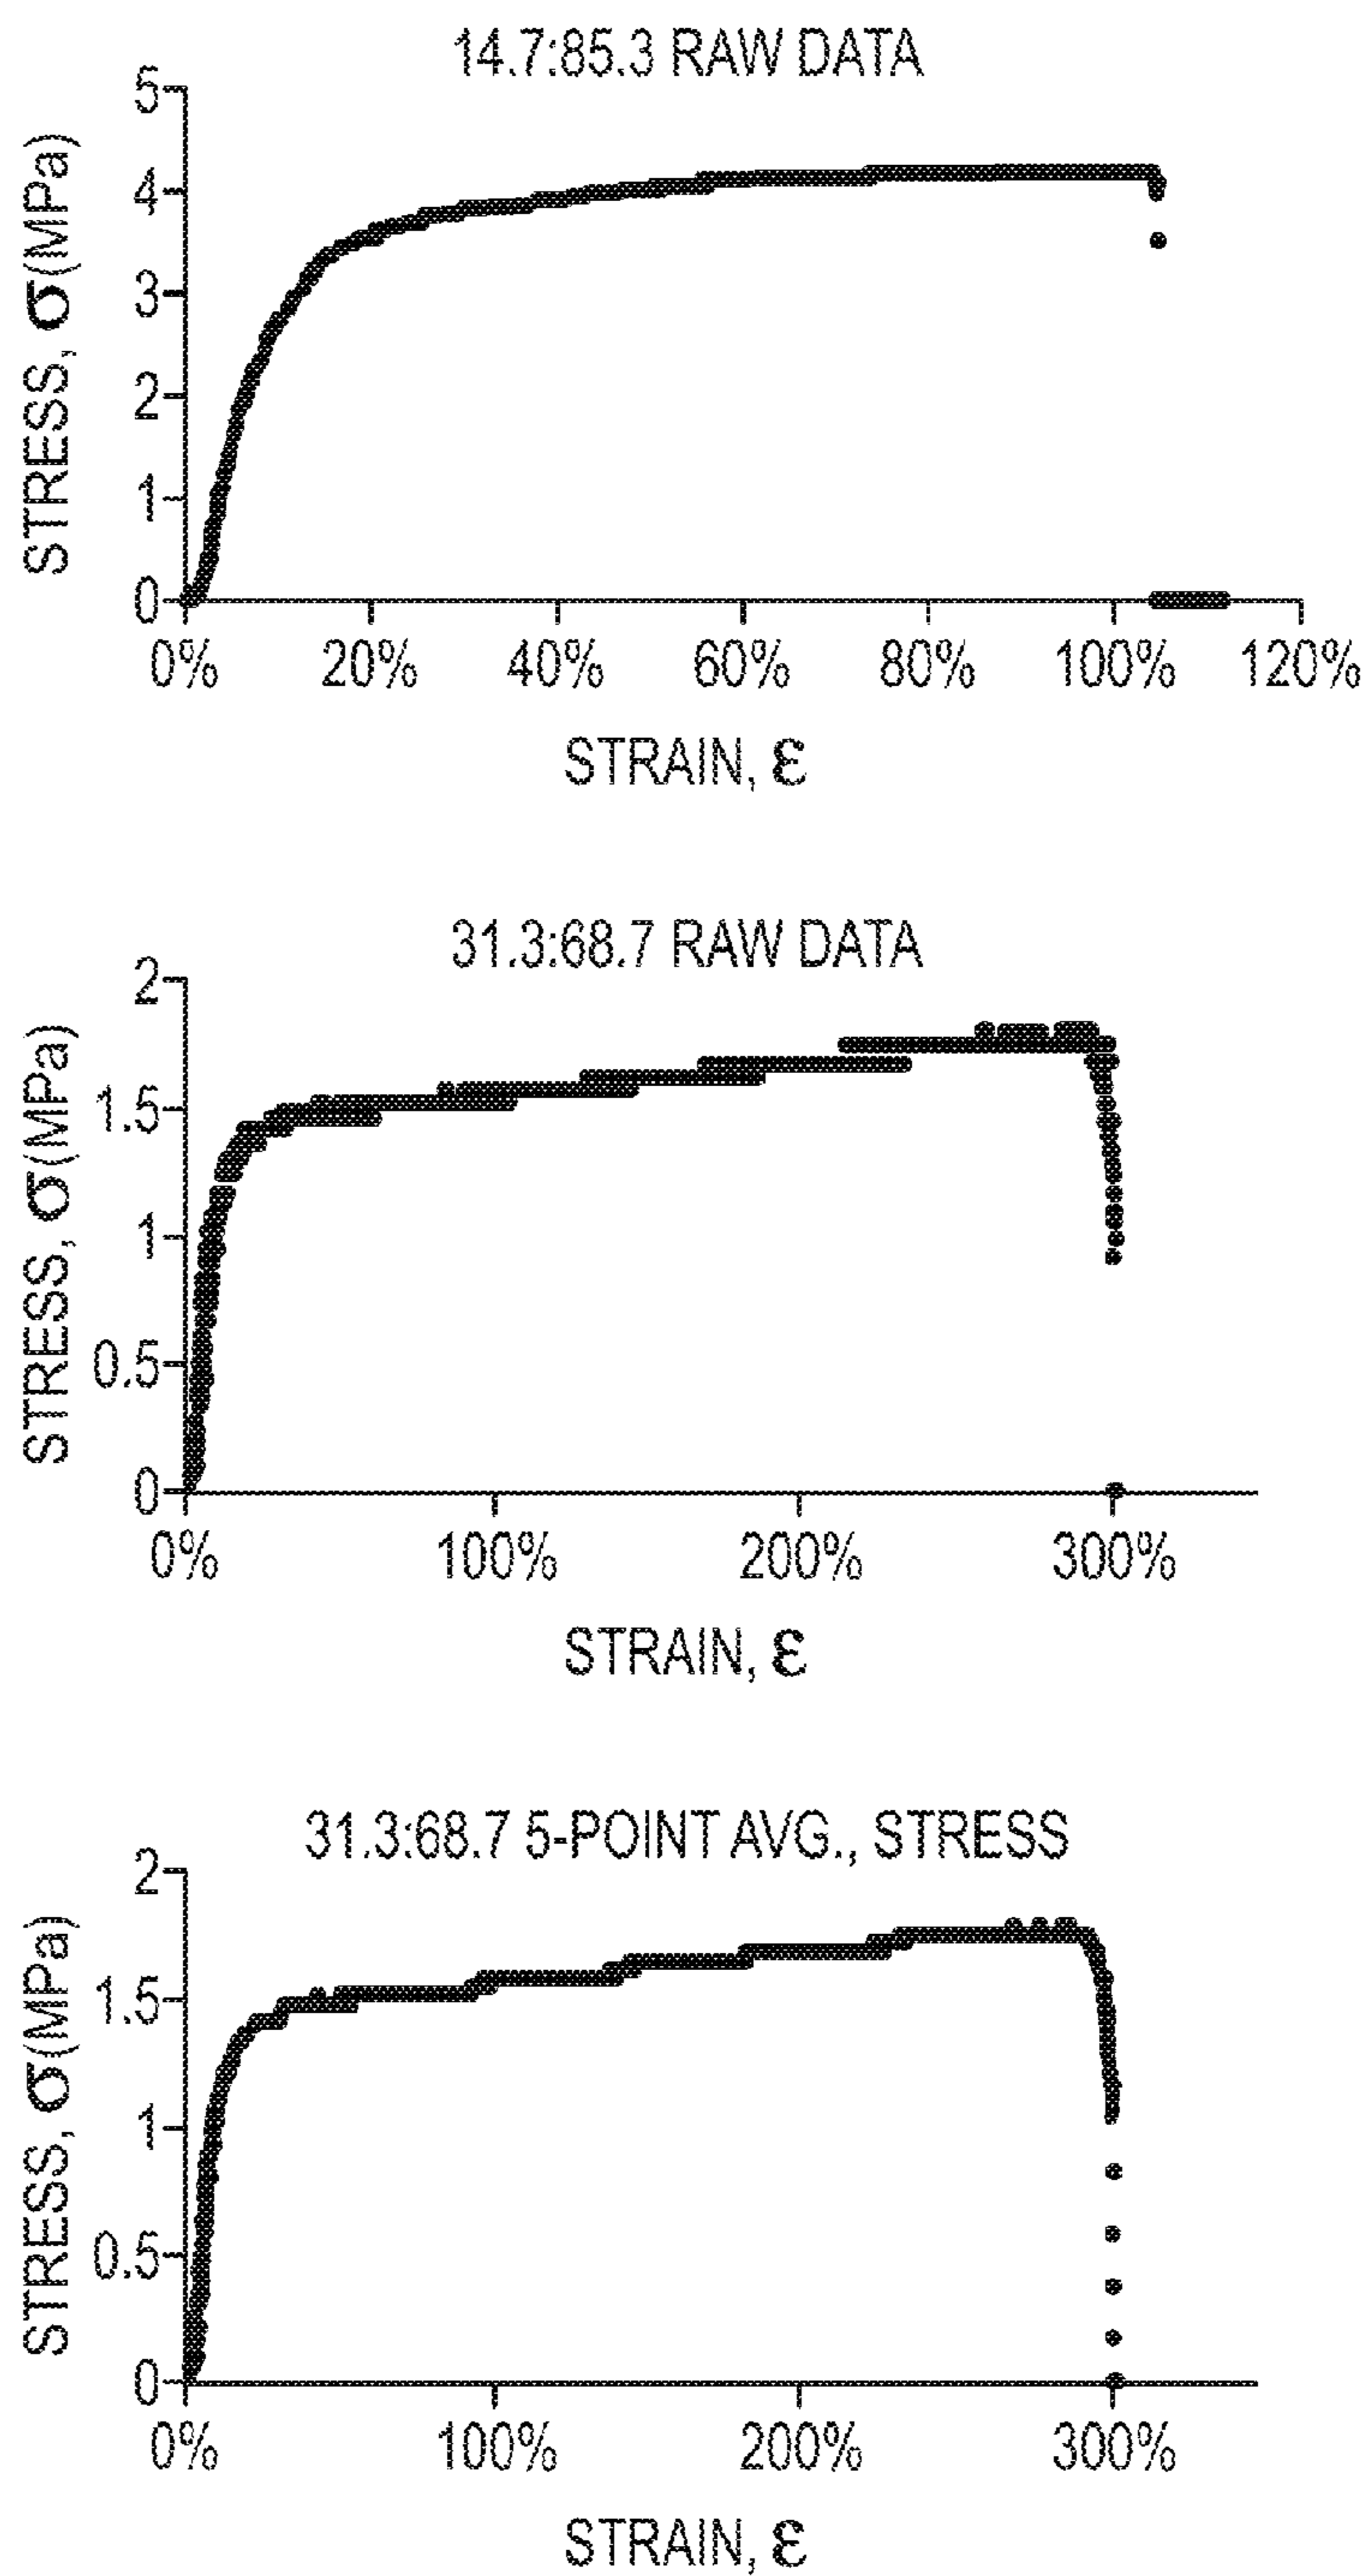 14.7:85.3 RAW DATA
STRESS, σ(MPa)
5
4
3
2
1
0
0% 20% 40% 60% 80% 100% 120%
STRAIN, ε
31.3:68.7 RAW DATA
STRESS, σ(MPa)
2
1.5
1
0.5
0
0% 100% 200% 300%
STRAIN, ε
31.3:68.7 5-POINT AVG., STRESS
STRESS, σ(MPa)
2
1.5
1
0.5
0
0% 100% 200% 300%
STRAIN, ε